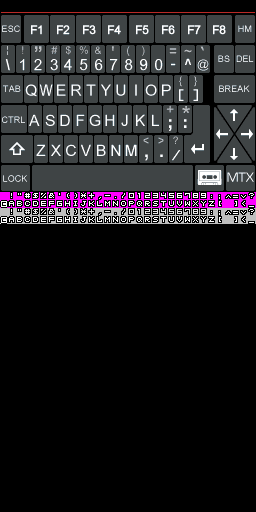 ESC F1 F2 F3 F4 F5 F6 F7 F8 HM
| ! " # $ % & ' ( ) = ~ `
\ 1 2 3 4 5 6 7 8 9 0 - ^ @ BS DEL
{ }
TAB Q W E R T Y U I O P [ ] BREAK
+ *
CTRL A S D F G H J K L ; :
< > ?
Z X C V B N M , . /
LOCK MTX
!"#$%&'()*+,-./0123456789:;<=>?
@ABCDEFGHIJKLMNOPQRSTUVWXYZ[
!"#$%&'()*+,-./0123456789:;<=>?
@ABCDEFGHIJKLMNOPQRSTUVWXYZ[